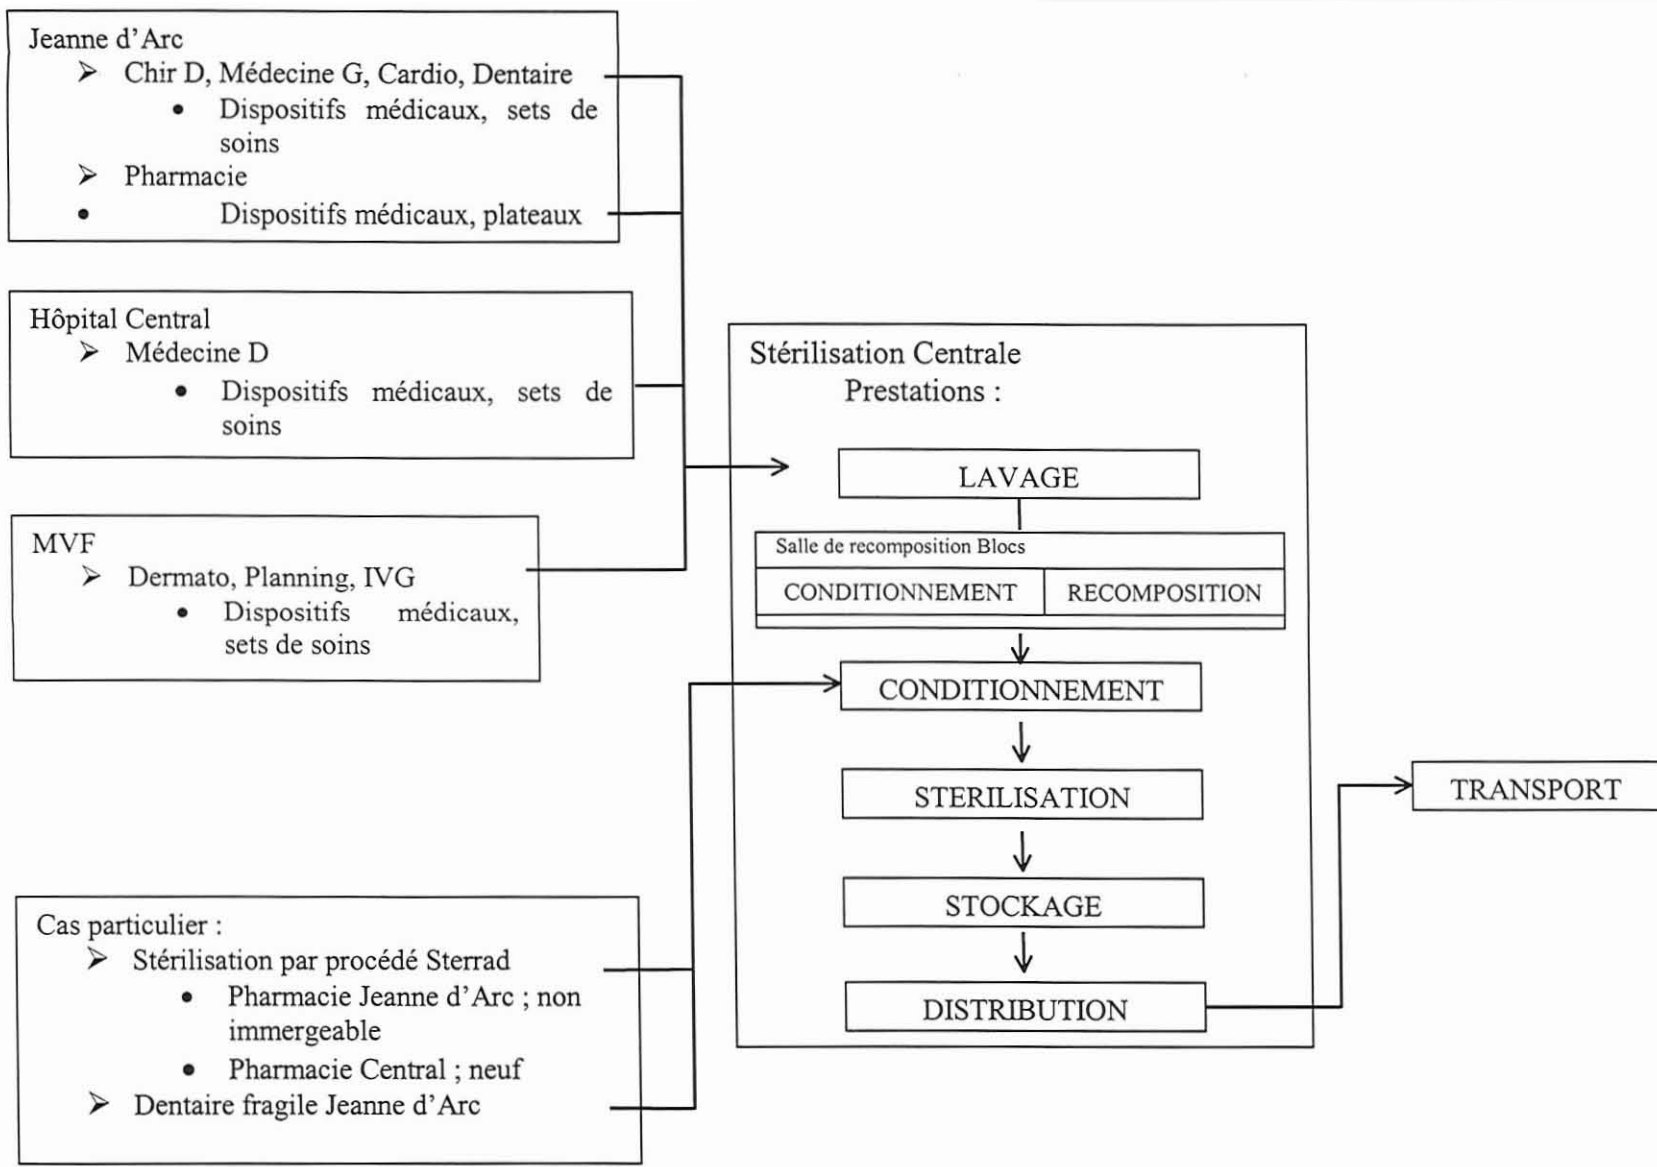 Jeanne d'Arc
➢ Chir D, Médecine G, Cardio, Dentaire
• Dispositifs médicaux, sets de
soins
➢ Pharmacie
• Dispositifs médicaux, plateaux
Hôpital Central
➢ Médecine D
• Dispositifs médicaux, sets de
soins
MVF
➢ Dermato, Planning, IVG
• Dispositifs médicaux,
sets de soins
Cas particulier :
➢ Stérilisation par procédé Sterrad
• Pharmacie Jeanne d'Arc ; non
immergeable
• Pharmacie Central ; neuf
➢ Dentaire fragile Jeanne d'Arc
Stérilisation Centrale
Prestations :
LAVAGE
Salle de recomposition Blocs
CONDITIONNEMENT RECOMPOSITION
CONDITIONNEMENT
STERILISATION
STOCKAGE
DISTRIBUTION
TRANSPORT